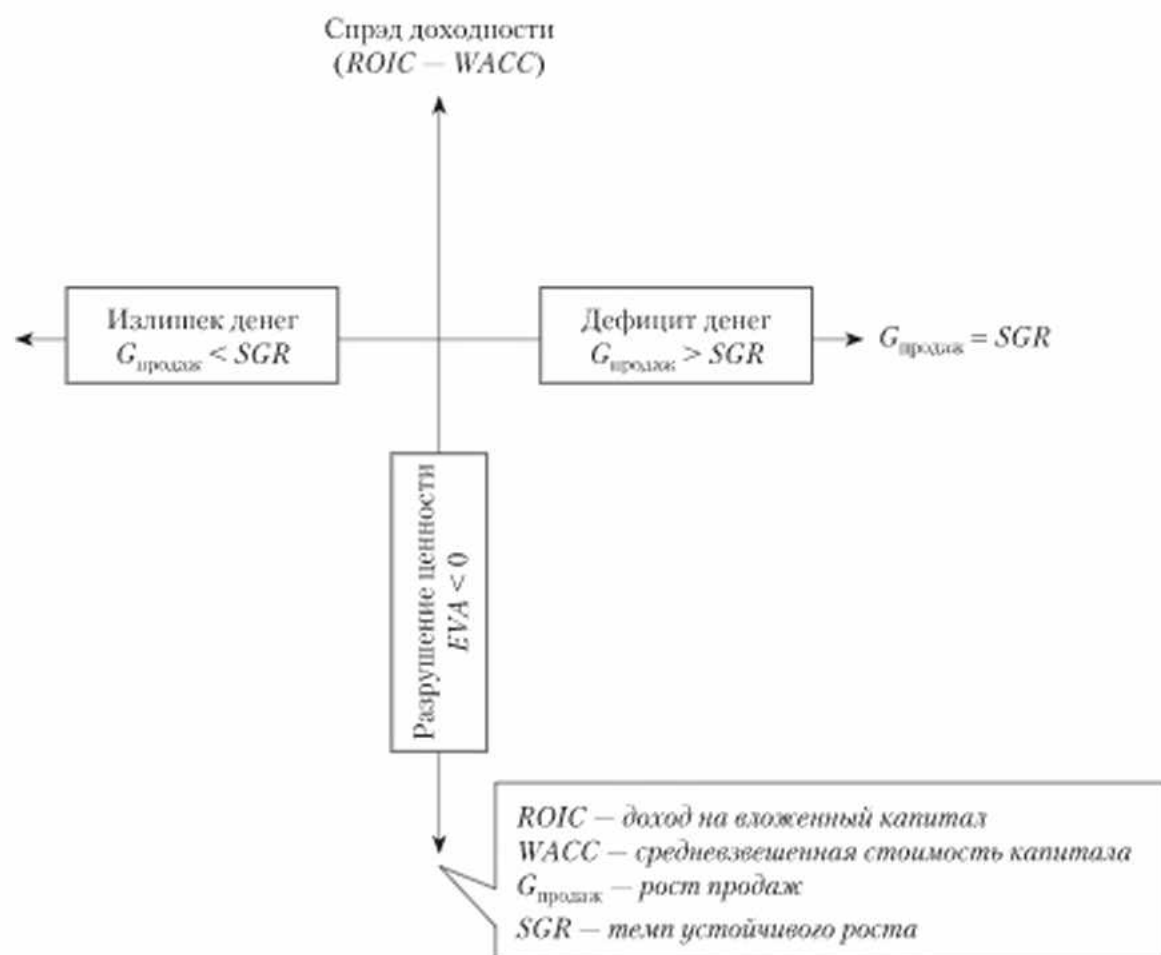 Спрэд доходности
(ROIC – WACC)
Излишек денег
Gпродаж < SGR
Дефицит денег
Gпродаж > SGR
Gпродаж = SGR
Разрушение ценности
EVA < 0
ROIC – доход на вложенный капитал
WACC – средневзвешенная стоимость капитала
Gпродаж – рост продаж
SGR – темп устойчивого роста